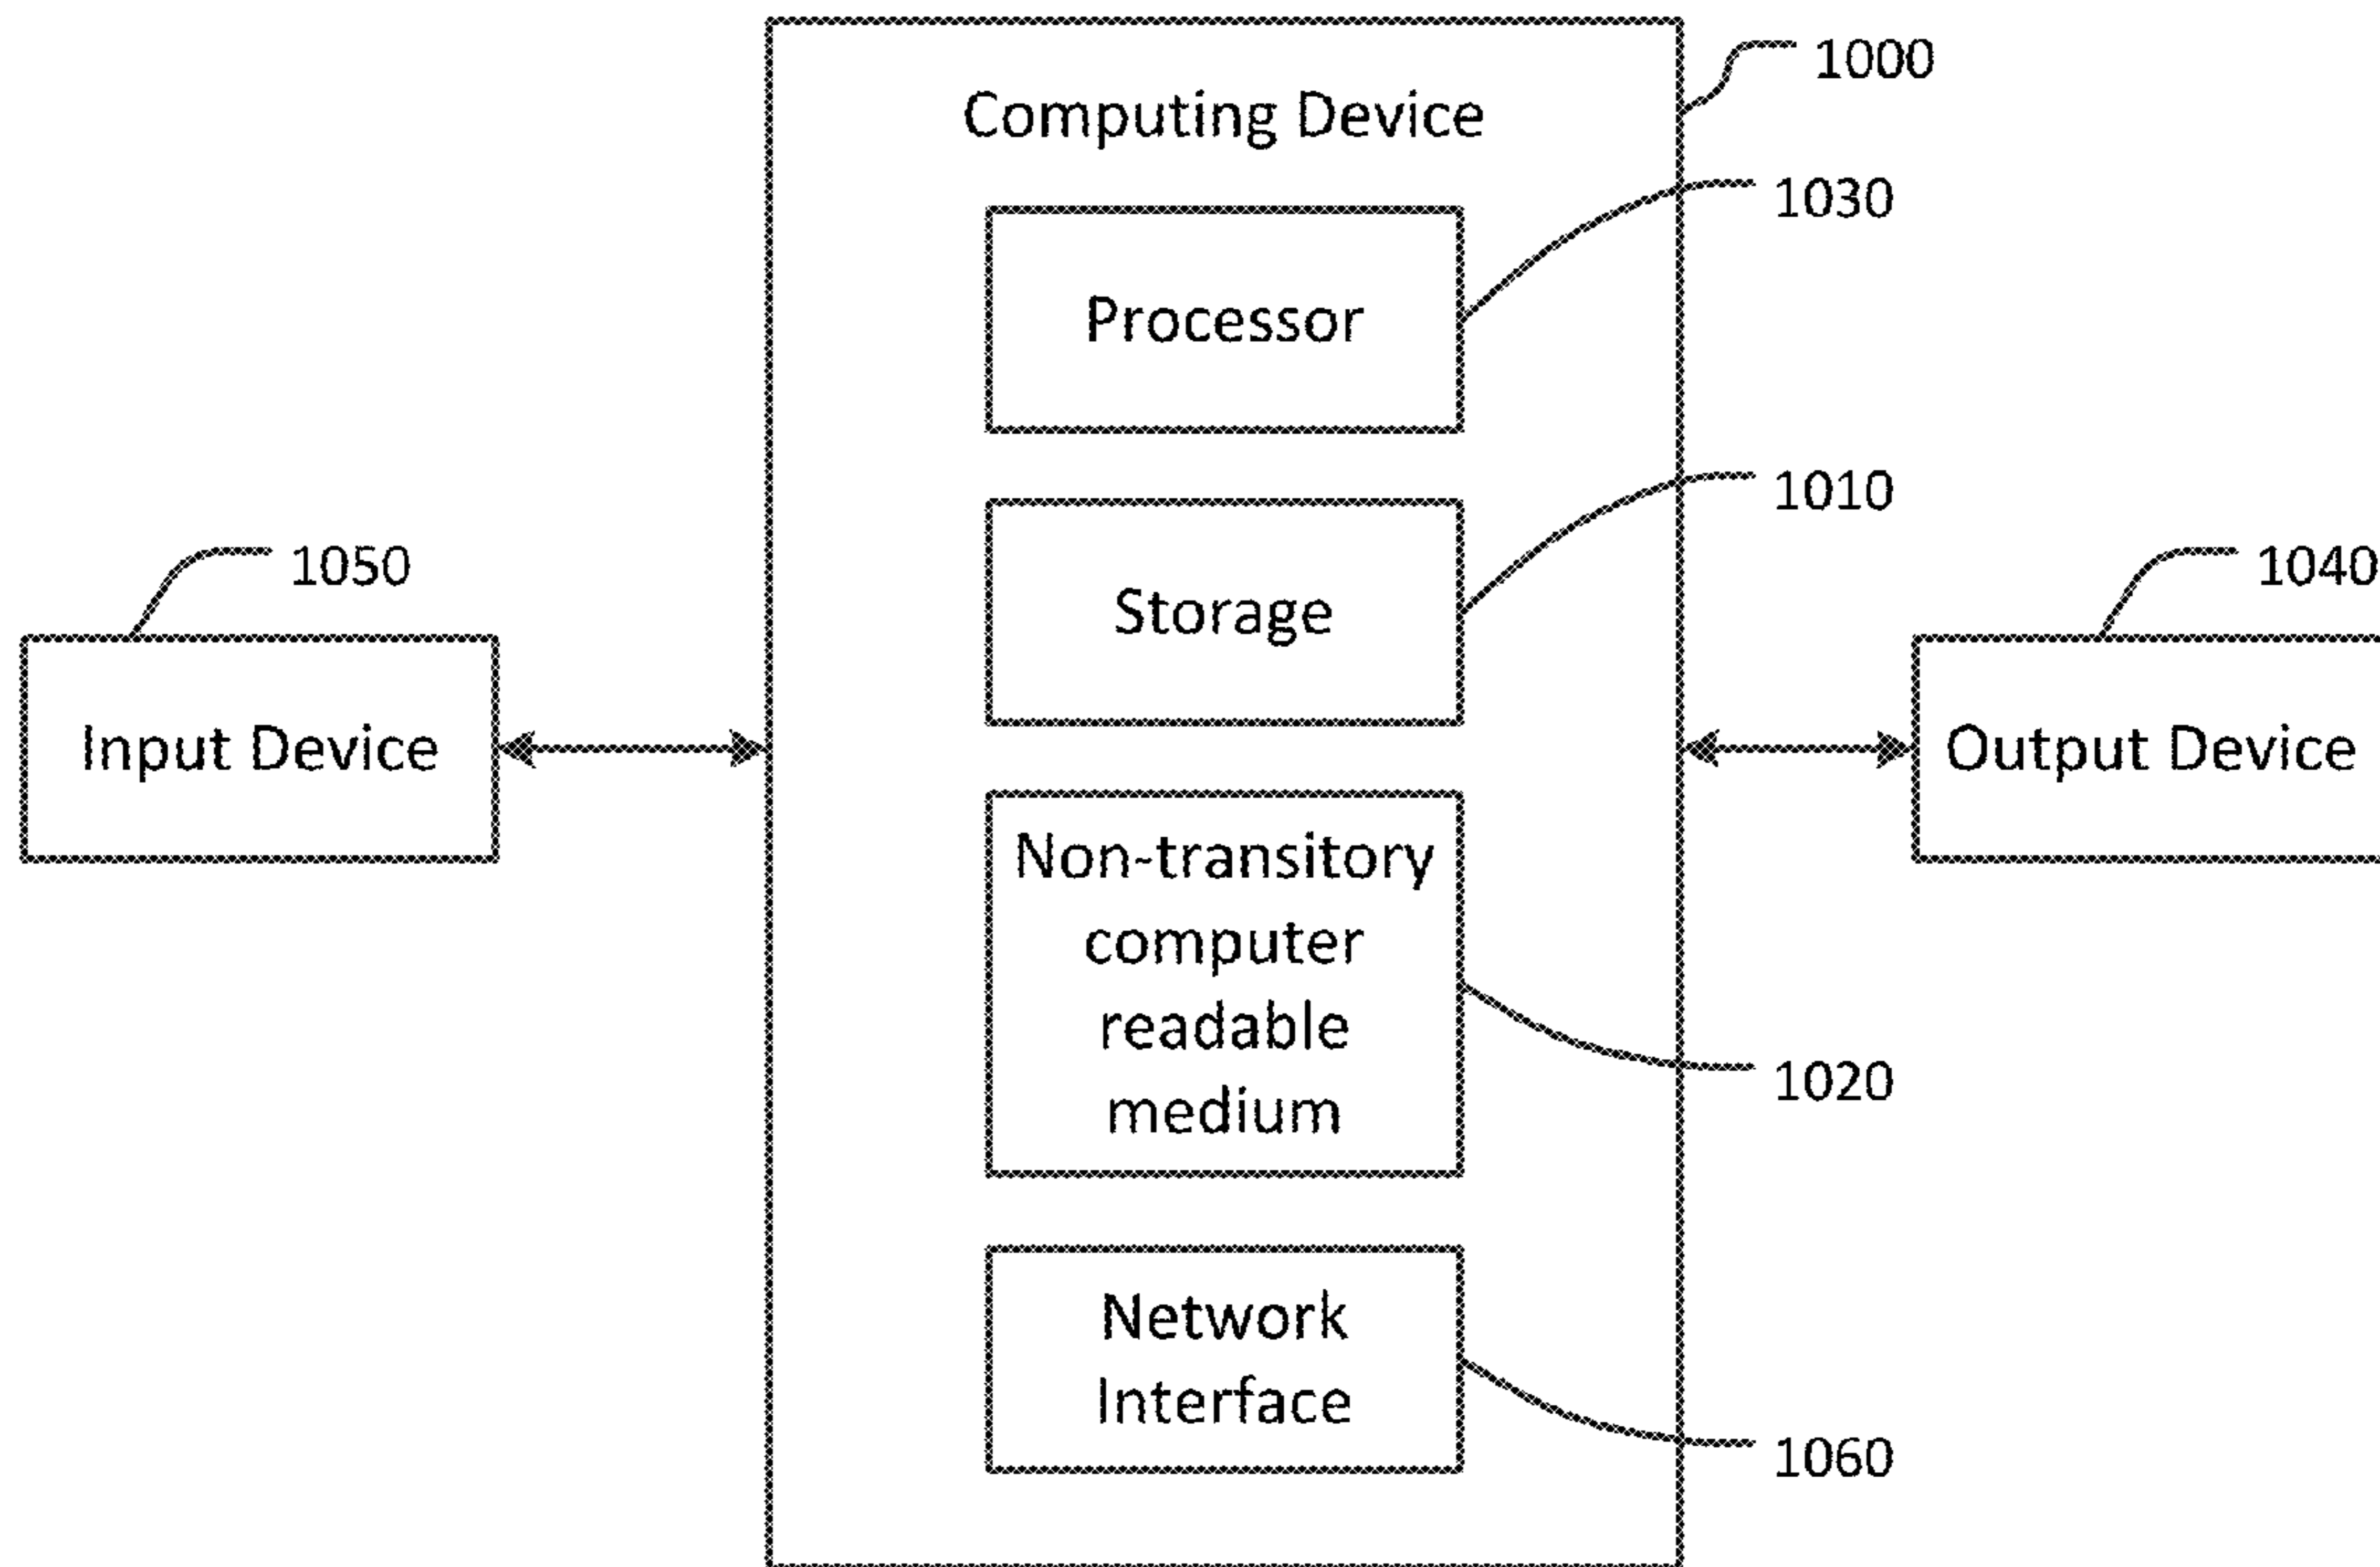 1000
Computing Device
1030
Processor
1010
Storage
1050
Input Device
1040
Output Device
Non-transitory
computer
readable
medium
1020
Network
Interface
1060